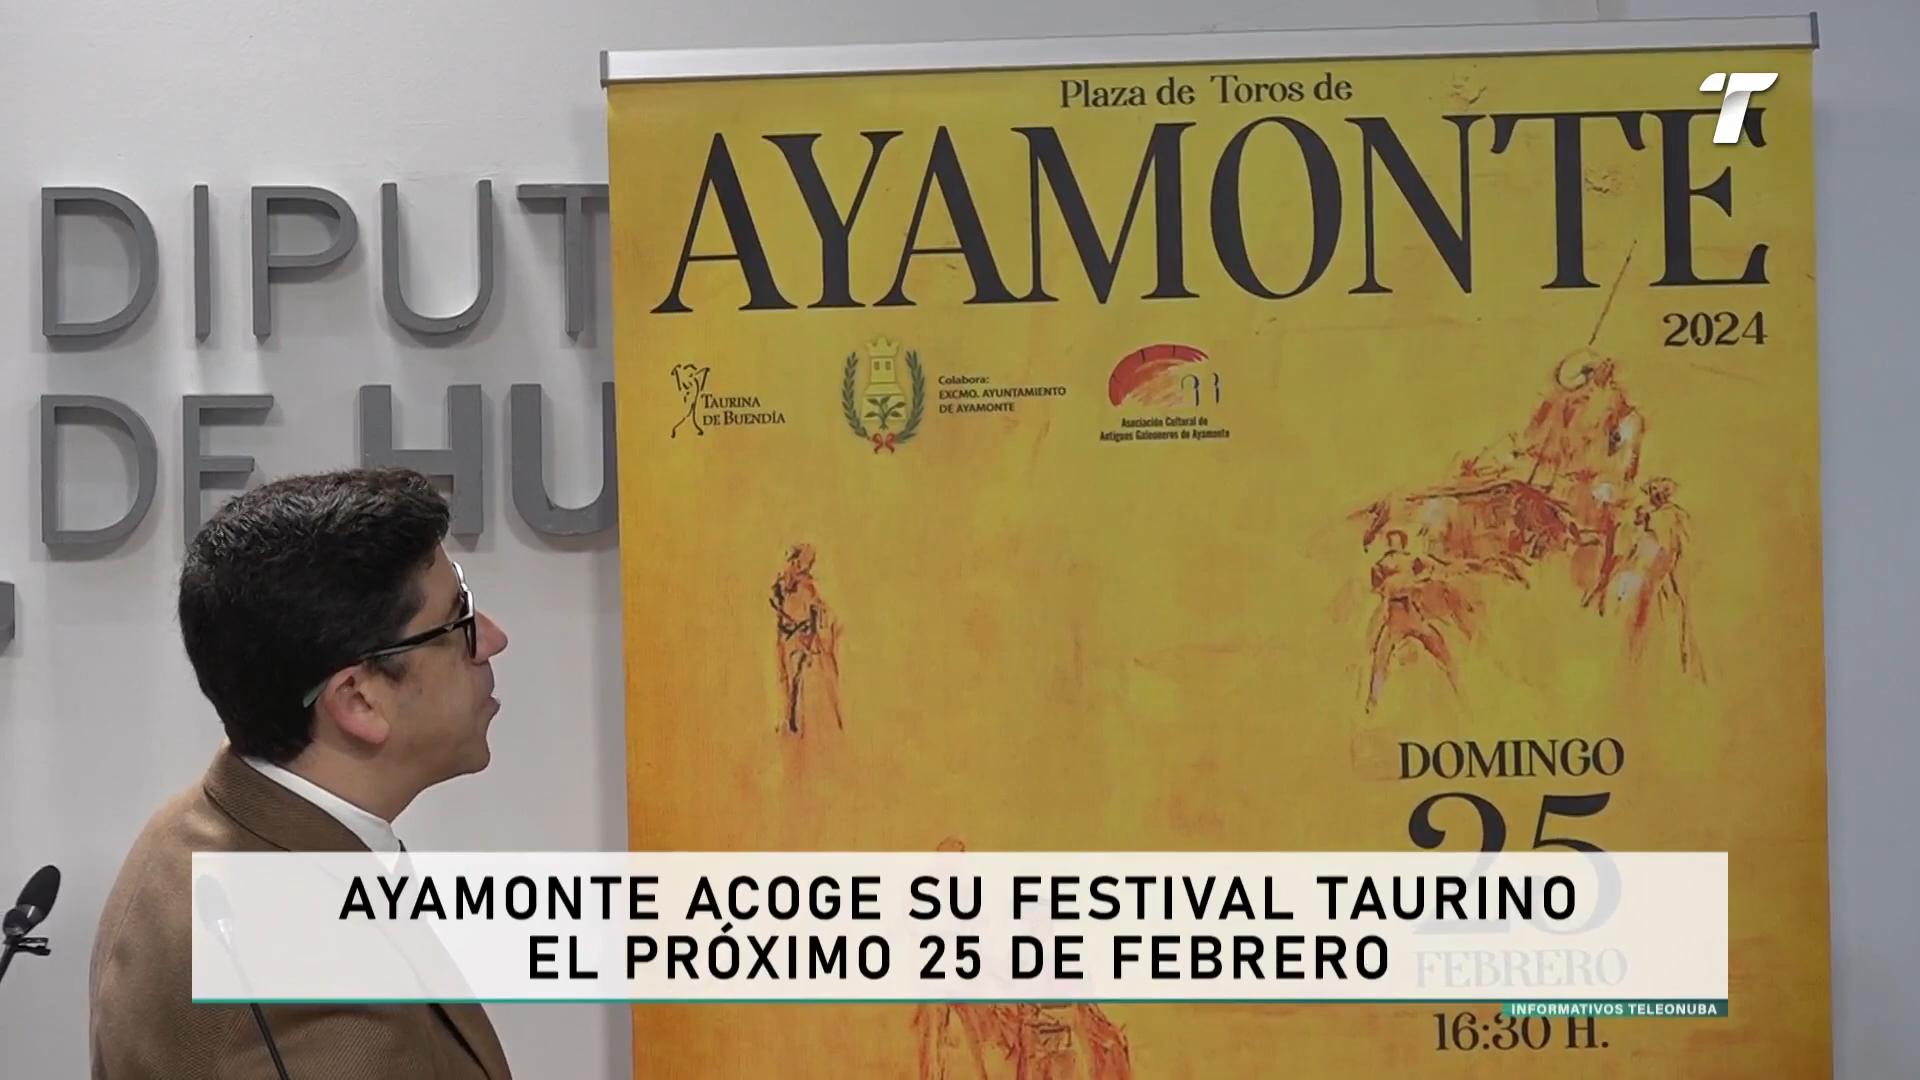 DIPUT
DE HU
Plaza de Toros de
AYAMONTE
2024
TAURINA
DE BUENDÍA
Colabora:
EXCMO. AYUNTAMIENTO
DE AYAMONTE
Asociación Cultural de
Antiguos Galeoneros de Ayamonte
DOMINGO
25
FEBRERO
16:30 H.
AYAMONTE ACOGE SU FESTIVAL TAURINO
EL PRÓXIMO 25 DE FEBRERO
INFORMATIVOS TELEONUBA